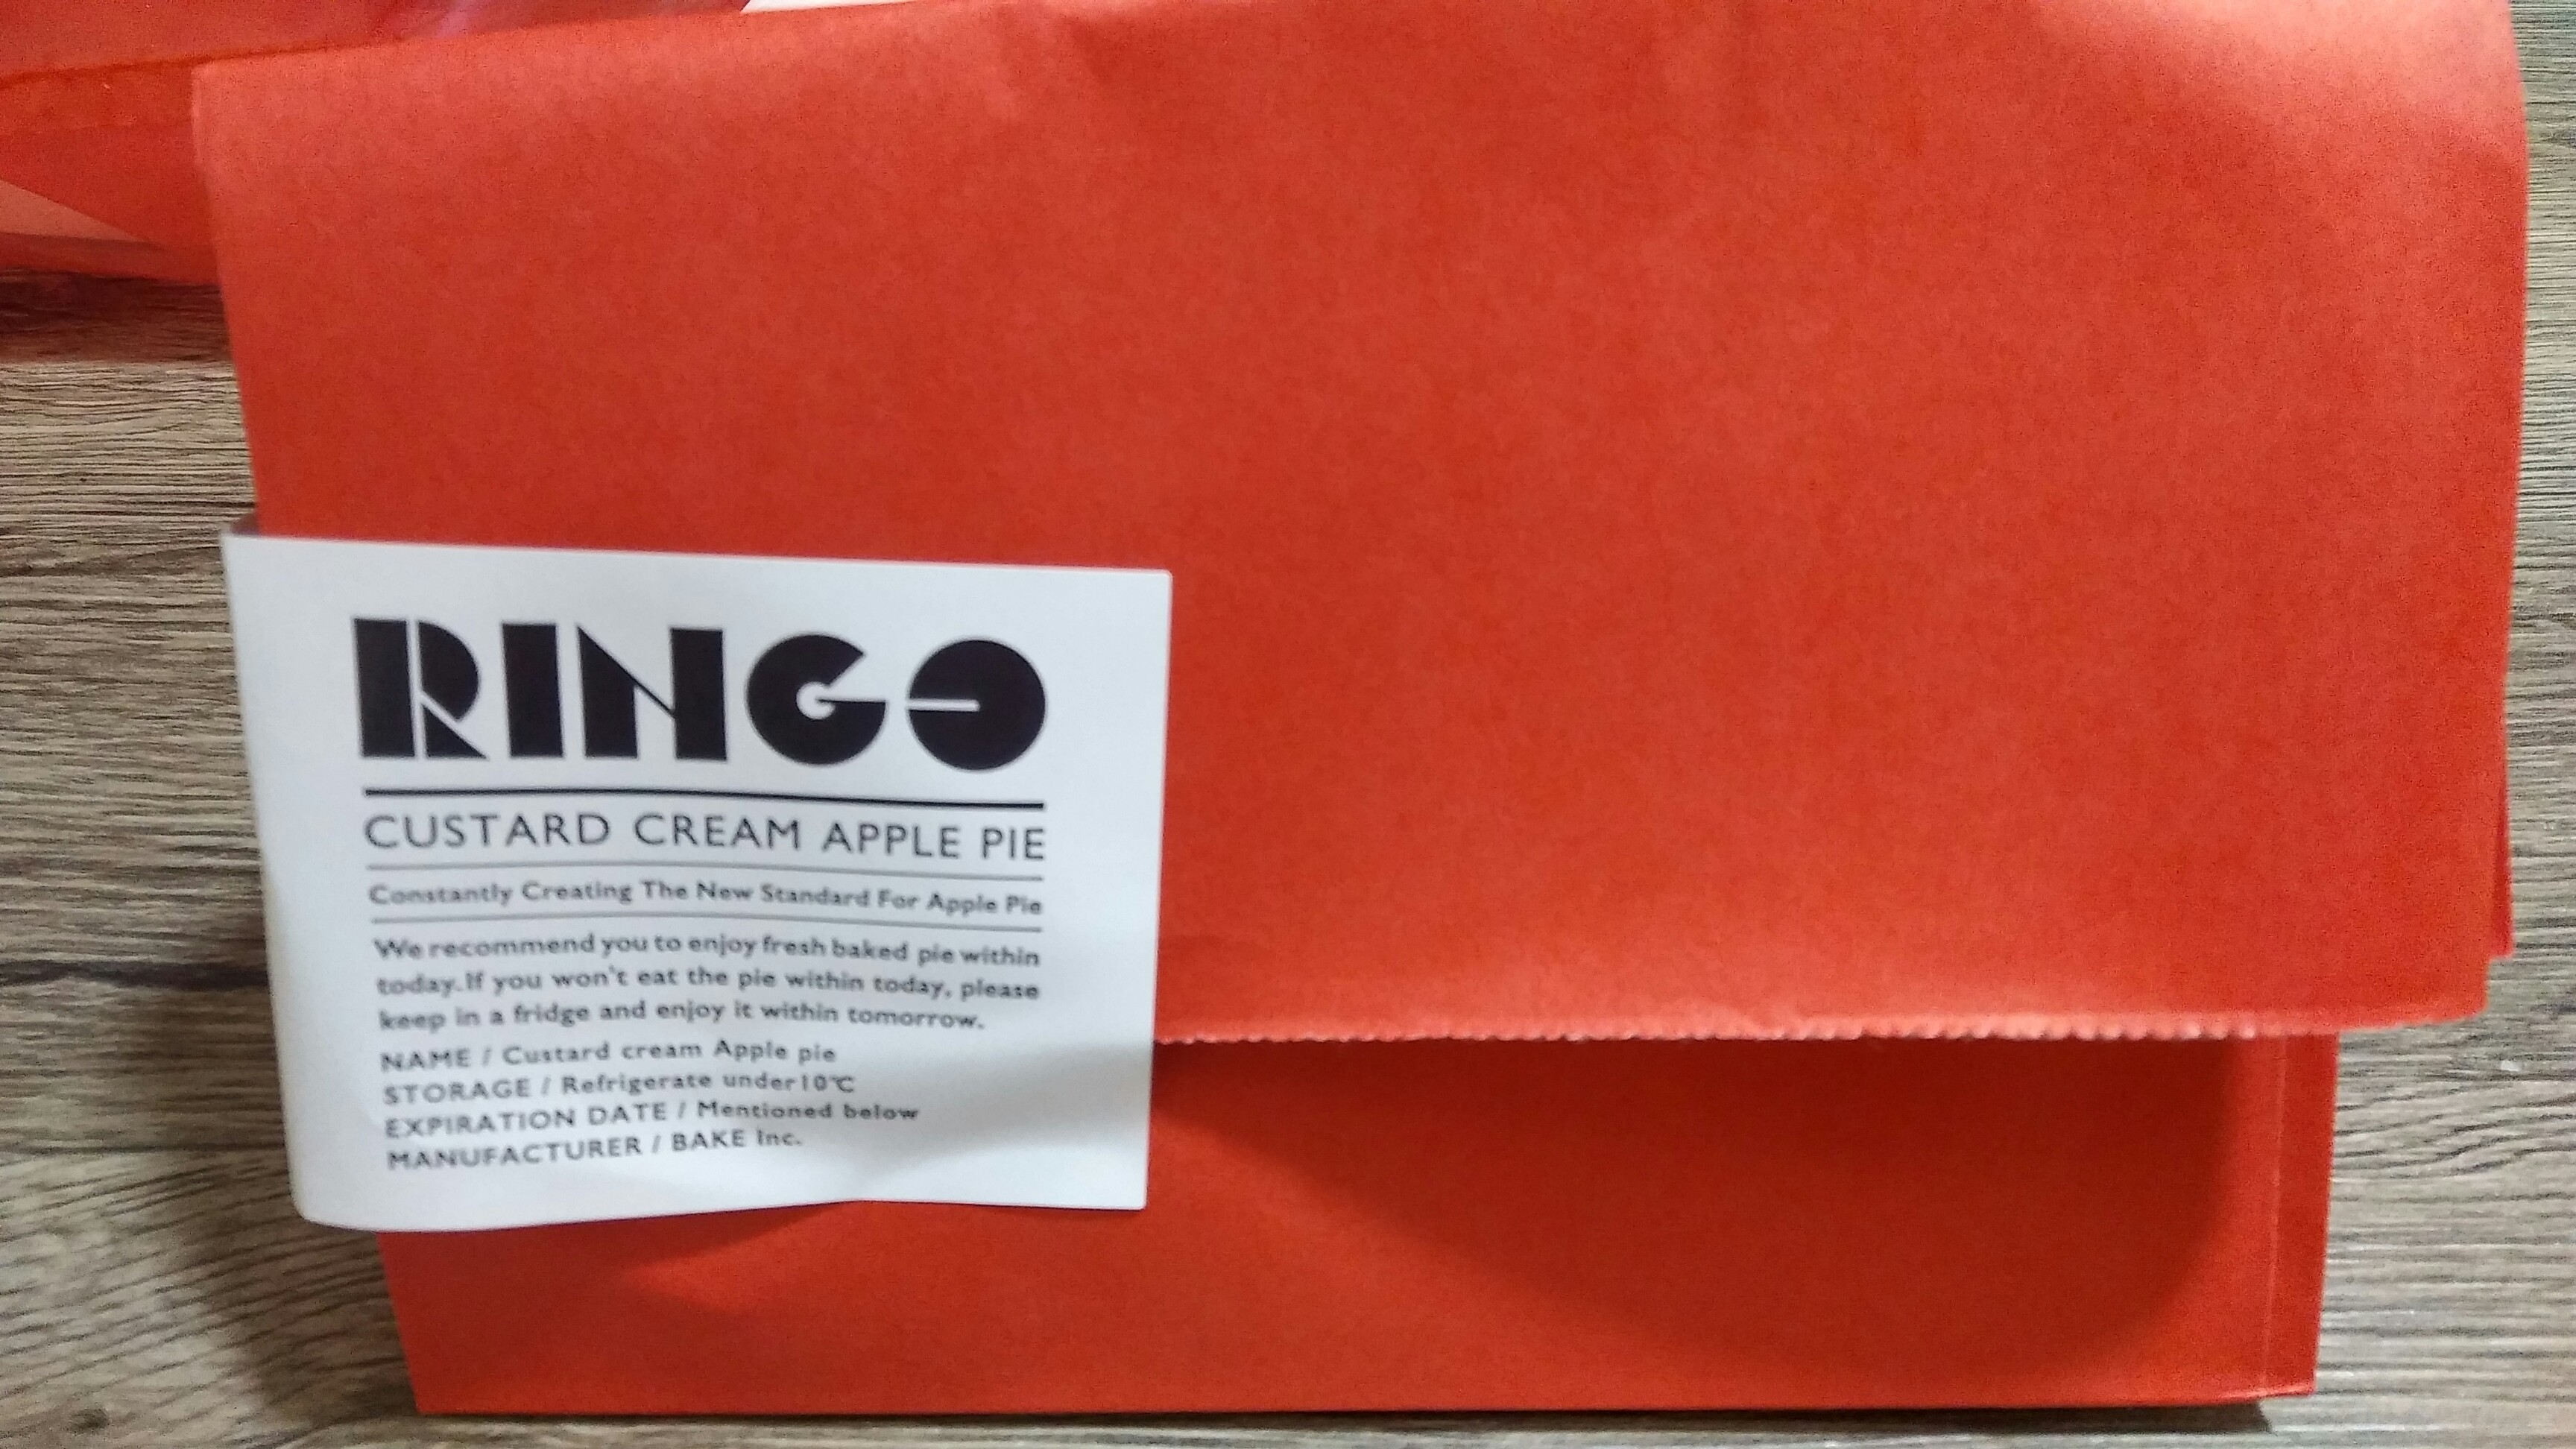 RINGO
CUSTARD CREAM APPLE PIE
Constantly Creating The New Standard For Apple Pie
We recommend you to enjoy fresh baked pie within
today.If you won't eat the pie within today, please
keep in a fridge and enjoy it within tomorrow.
NAME / Custard cream Apple pie
STORAGE / Refrigerate under10℃
EXPIRATION DATE / Mentioned below
MANUFACTURER / BAKE Inc.